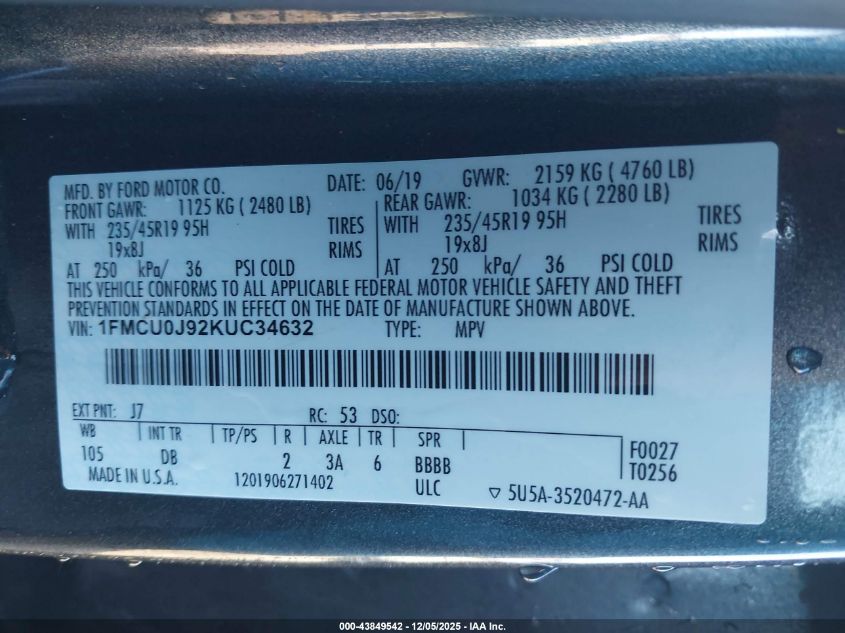 MFD. BY FORD MOTOR CO. DATE: 06/19 GVWR: 2159 KG ( 4760 LB)
FRONT GAWR: 1125 KG ( 2480 LB) REAR GAWR: 1034 KG ( 2280 LB)
WITH 235/45R19 95H TIRES WITH 235/45R19 95H TIRES
19x8J RIMS 19x8J RIMS
AT 250 kPa/ 36 PSI COLD AT 250 kPa/ 36 PSI COLD
THIS VEHICLE CONFORMS TO ALL APPLICABLE FEDERAL MOTOR VEHICLE SAFETY AND THEFT
PREVENTION STANDARDS IN EFFECT ON THE DATE OF MANUFACTURE SHOWN ABOVE.
VIN: 1FMCU0J92KUC34632 TYPE: MPV
EXT PNT: J7 RC: 53 DSO:
WB INT TR TP/PS R AXLE TR SPR F0027
105 DB 2 3A 6 BBBB T0256
MADE IN U.S.A. 1201906271402 ULC ▽ 5U5A-3520472-AA
000-43849542 - 12/05/2025 - IAA Inc.